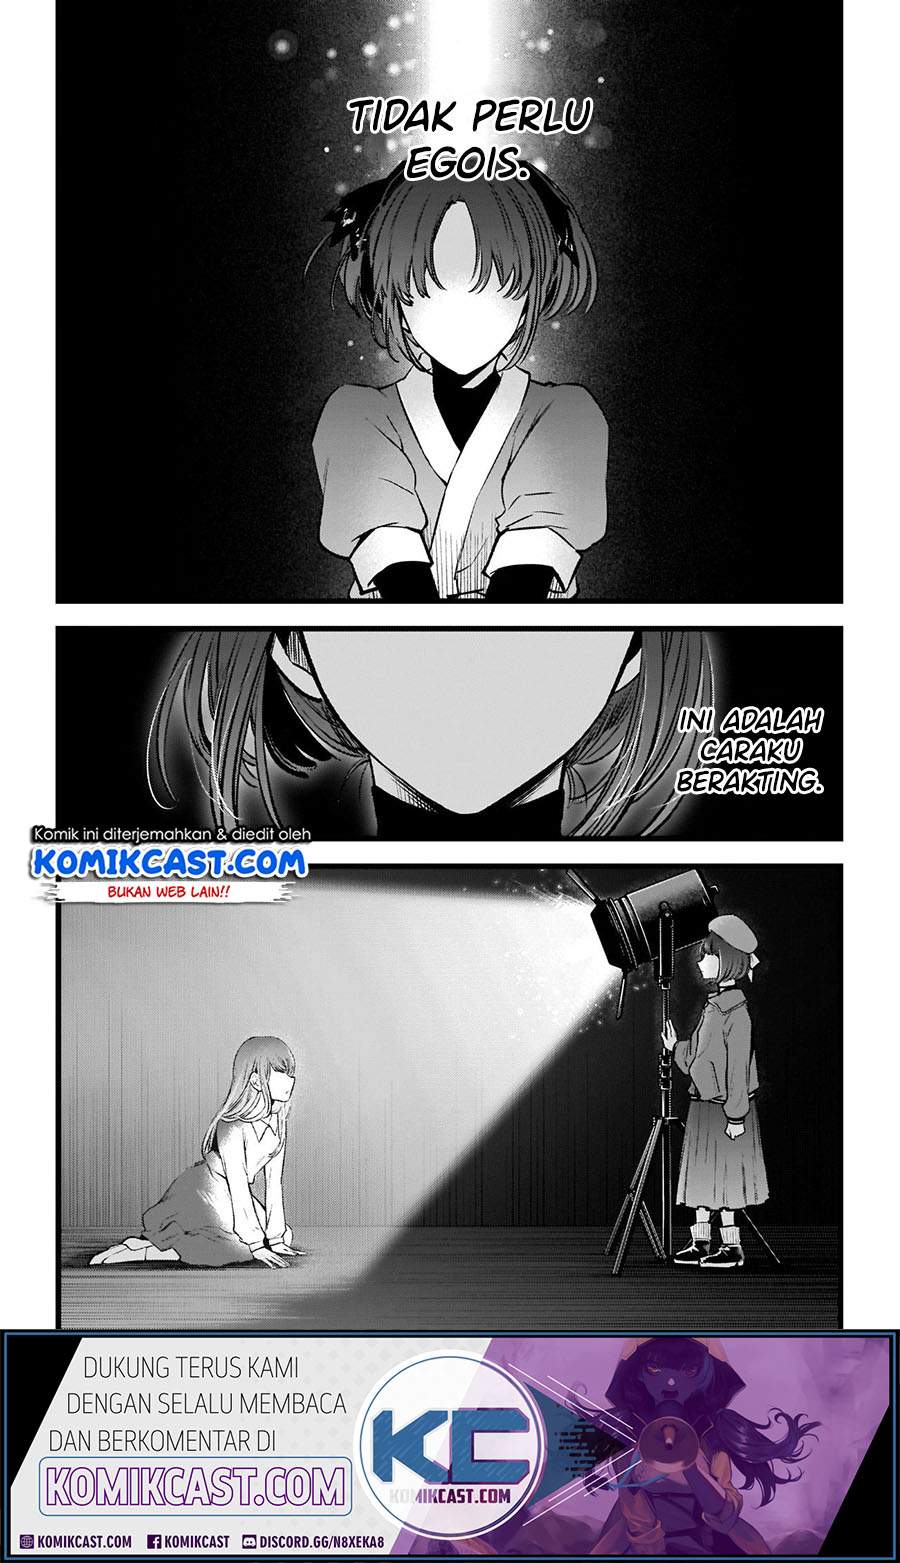 TIDAK PERLU
EGOIS.
INI ADALAH
CARAKU
BERAKTING.
Komik ini diterjemahkan & diedit oleh
KOMIKCAST.COM
BUKAN WEB LAIN!!
DUKUNG TERUS KAMI
DENGAN SELALU MEMBACA
DAN BERKOMENTAR DI
KOMIKCAST.COM
KC
KOMIKCAST.COM
KOMIKCAST.COM
KOMIKCAST.COM
DISCORD.GG/N8XEKA8